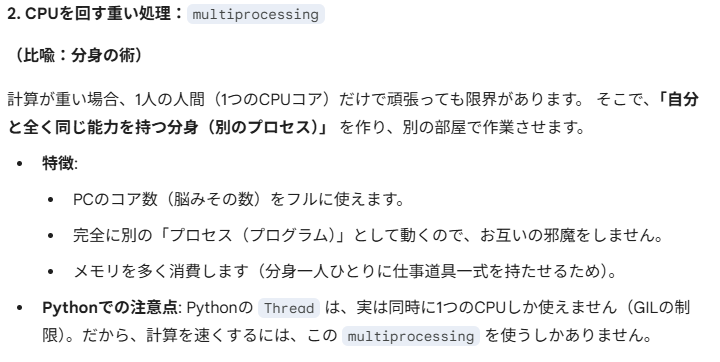 2. CPUを回す重い処理：multiprocessing
（比喩：分身の術）
計算が重い場合、1人の人間（1つのCPUコア）だけで頑張っても限界があります。 そこで、「自分
と全く同じ能力を持つ分身（別のプロセス）」 を作り、別の部屋で作業させます。
• 特徴:
• PCのコア数（脳みその数）をフルに使えます。
• 完全に別の「プロセス（プログラム）」として動くので、お互いの邪魔をしません。
• メモリを多く消費します（分身一人ひとりに仕事道具一式を持たせるため）。
• Pythonでの注意点: Pythonの Thread は、実は同時に1つのCPUしか使えません（GILの制
限）。だから、計算を速くするには、この multiprocessing を使うしかありません。